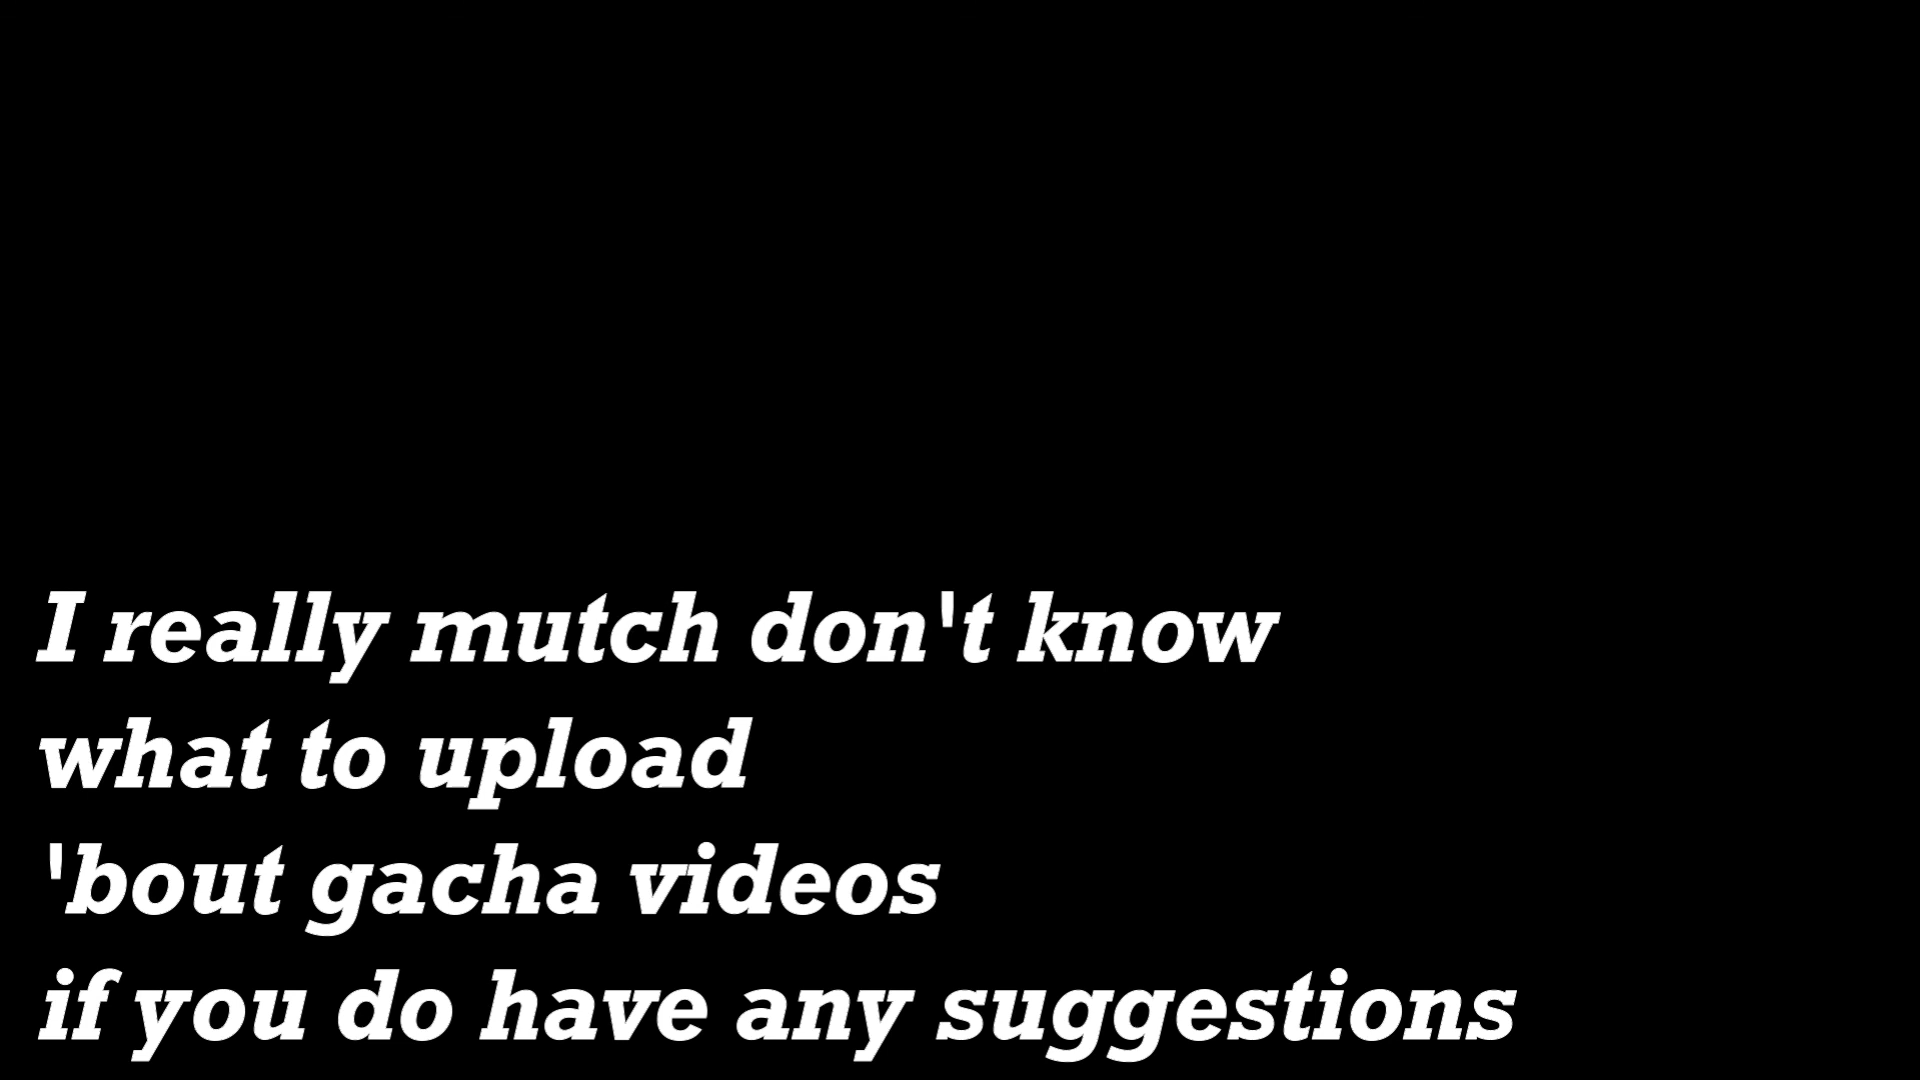 I really mutch don't know
what to upload
'bout gacha videos
if you do have any suggestions